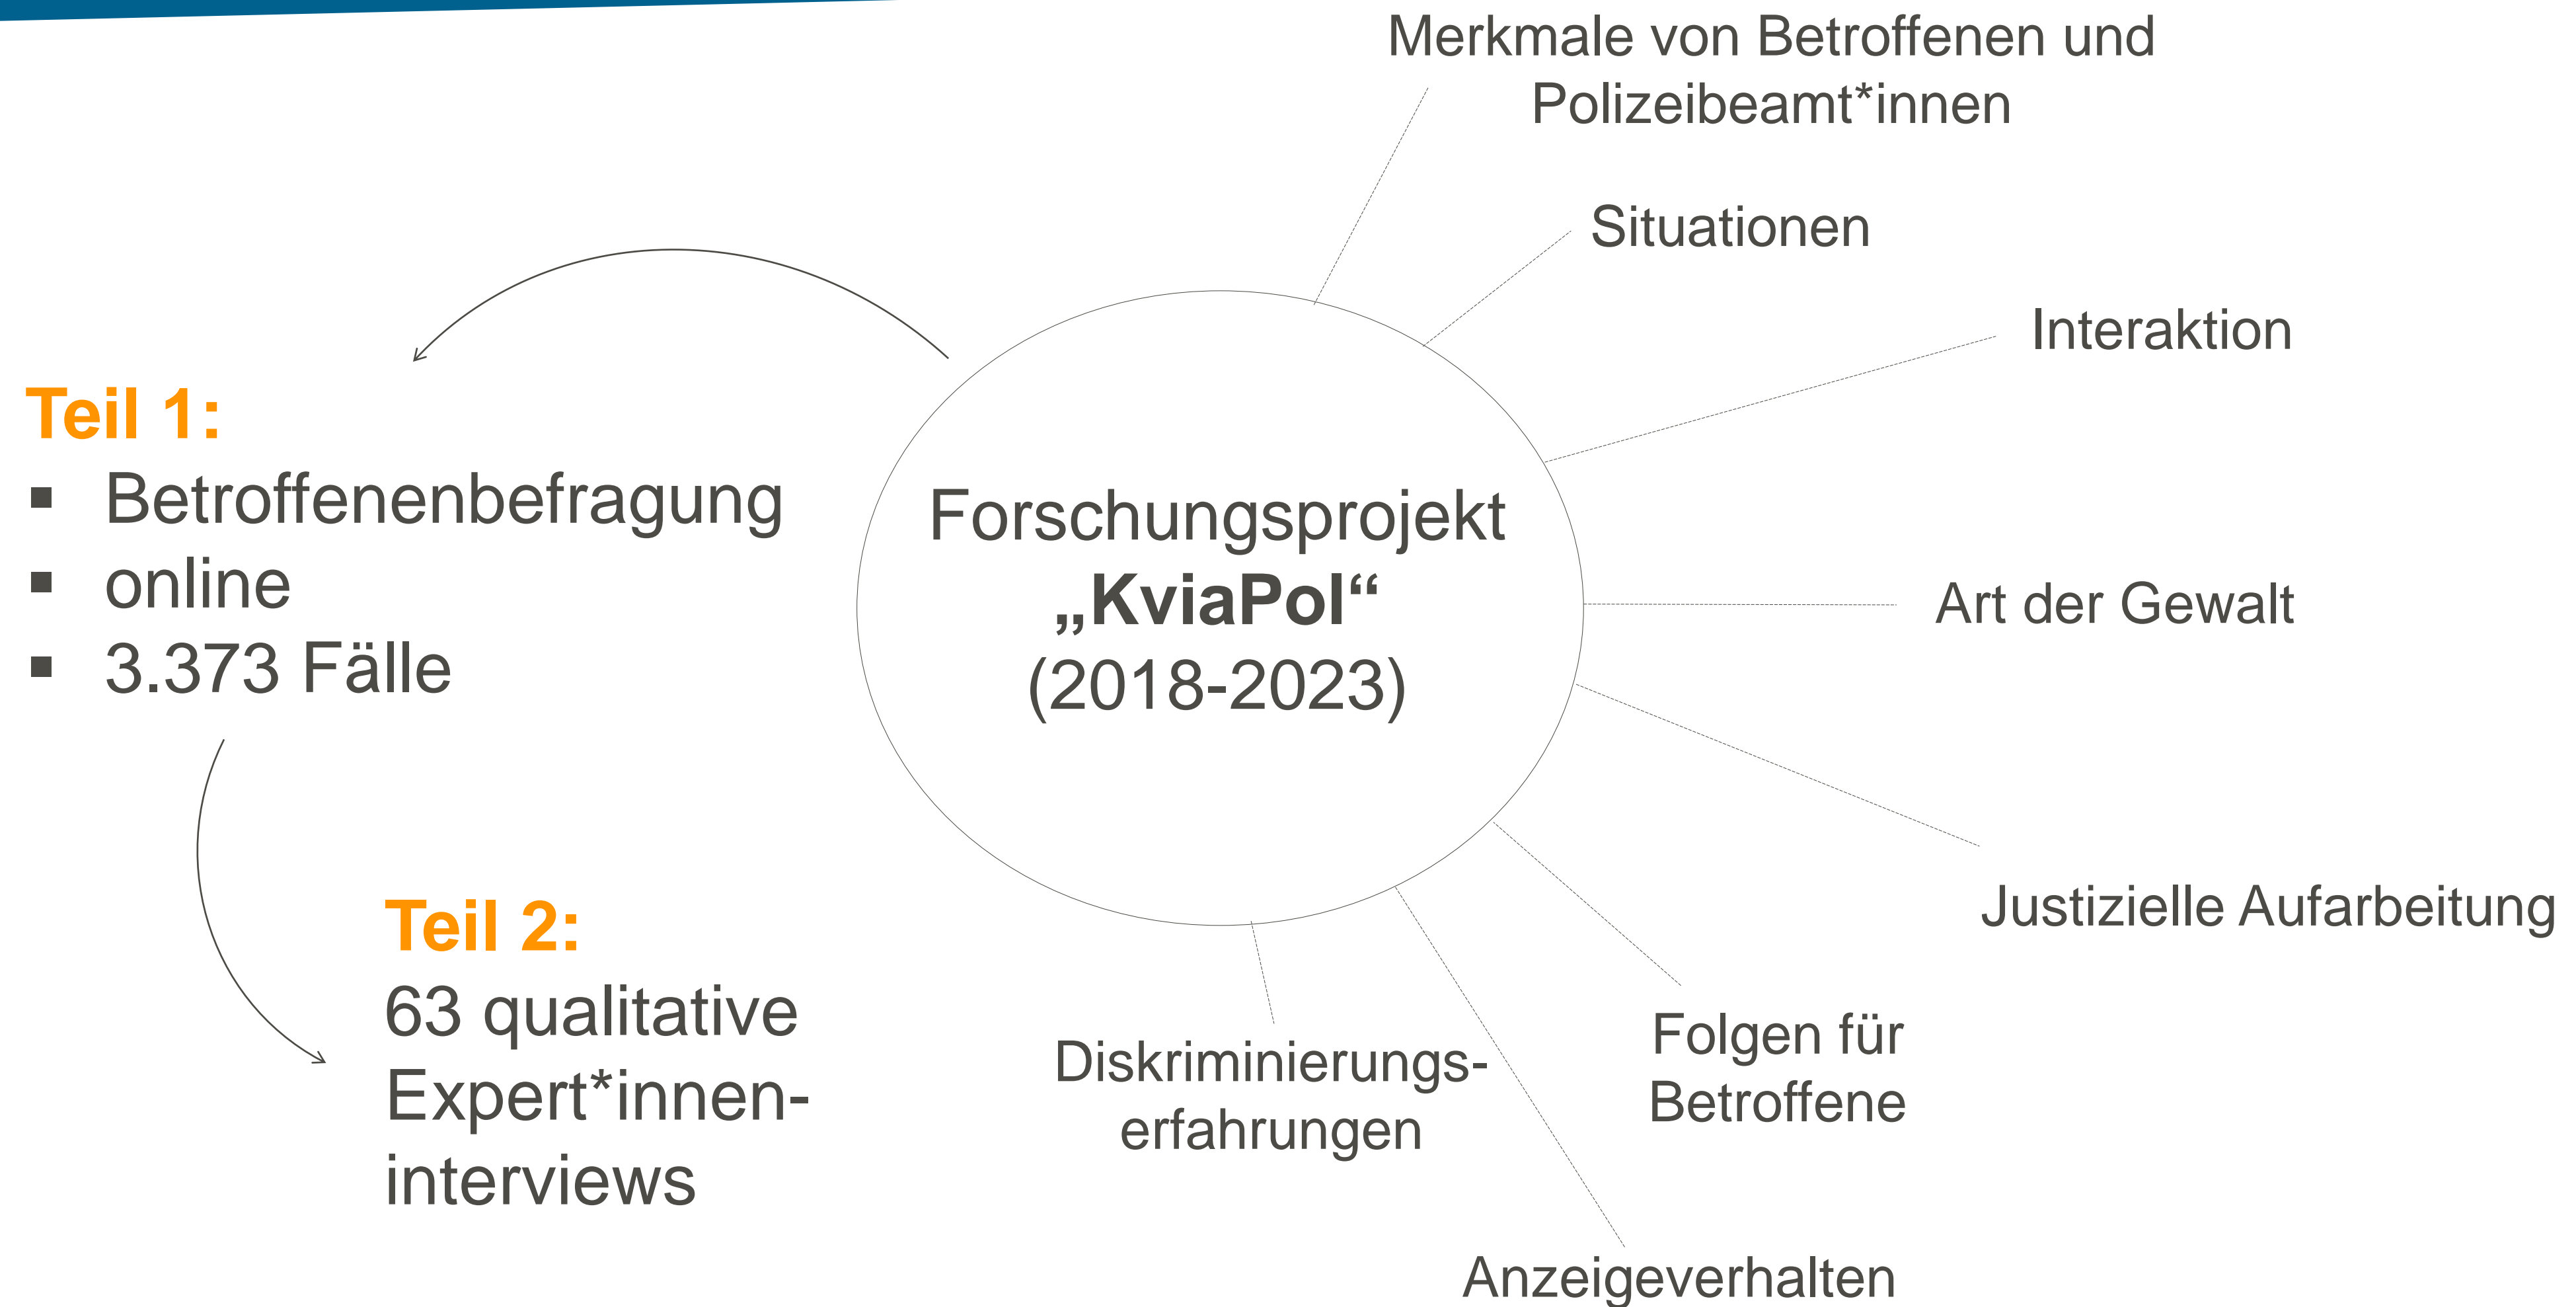 Merkmale von Betroffenen und
Polizeibeamt*innen
Situationen
Interaktion
Art der Gewalt
Justizielle Aufarbeitung
Folgen für
Betroffene
Anzeigeverhalten
Diskriminierungs-
erfahrungen
Forschungsprojekt
„KviaPol“
(2018-2023)
Teil 1:
▪ Betroffenenbefragung
▪ online
▪ 3.373 Fälle
Teil 2:
63 qualitative
Expert*innen-
interviews